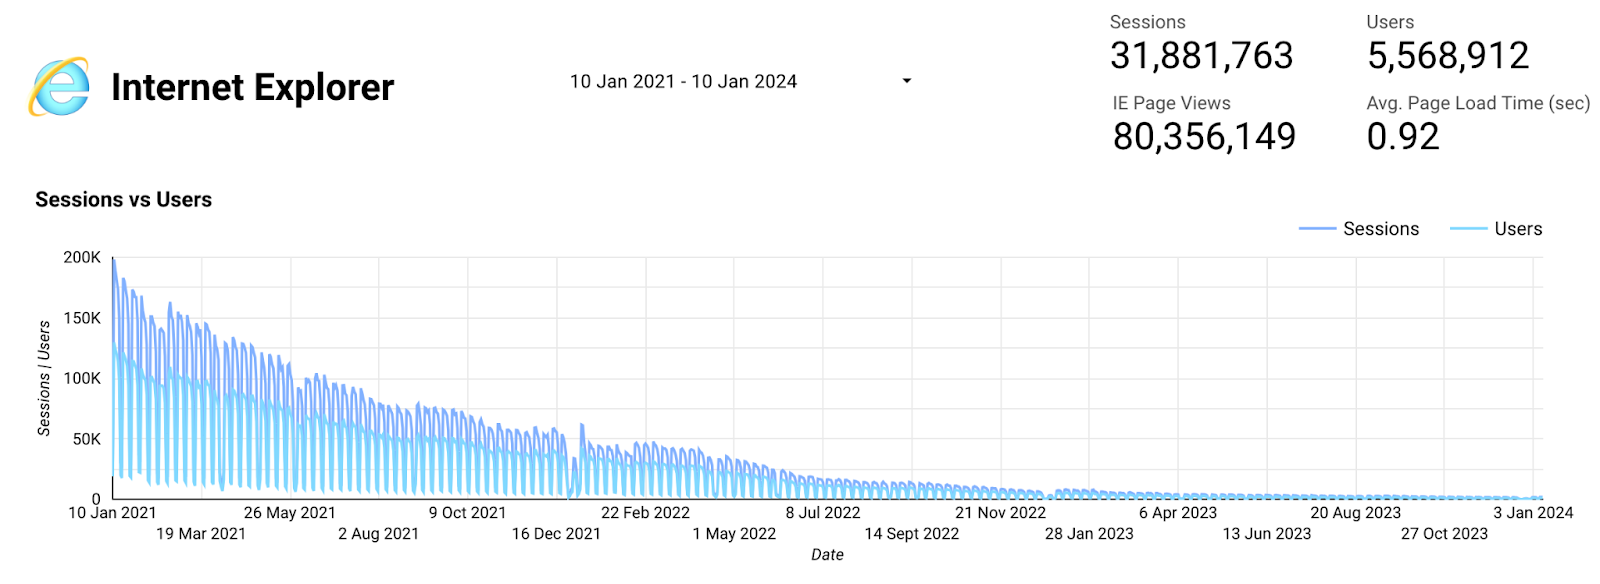 Internet Explorer
10 Jan 2021 - 10 Jan 2024
Sessions
31,881,763
Users
5,568,912
IE Page Views
80,356,149
Avg. Page Load Time (sec)
0.92
Sessions vs Users
Sessions
Users
200K
150K
100K
50K
0
Sessions | Users
10 Jan 2021
19 Mar 2021
26 May 2021
2 Aug 2021
9 Oct 2021
16 Dec 2021
22 Feb 2022
1 May 2022
8 Jul 2022
14 Sept 2022
21 Nov 2022
28 Jan 2023
6 Apr 2023
13 Jun 2023
20 Aug 2023
27 Oct 2023
3 Jan 2024
Date